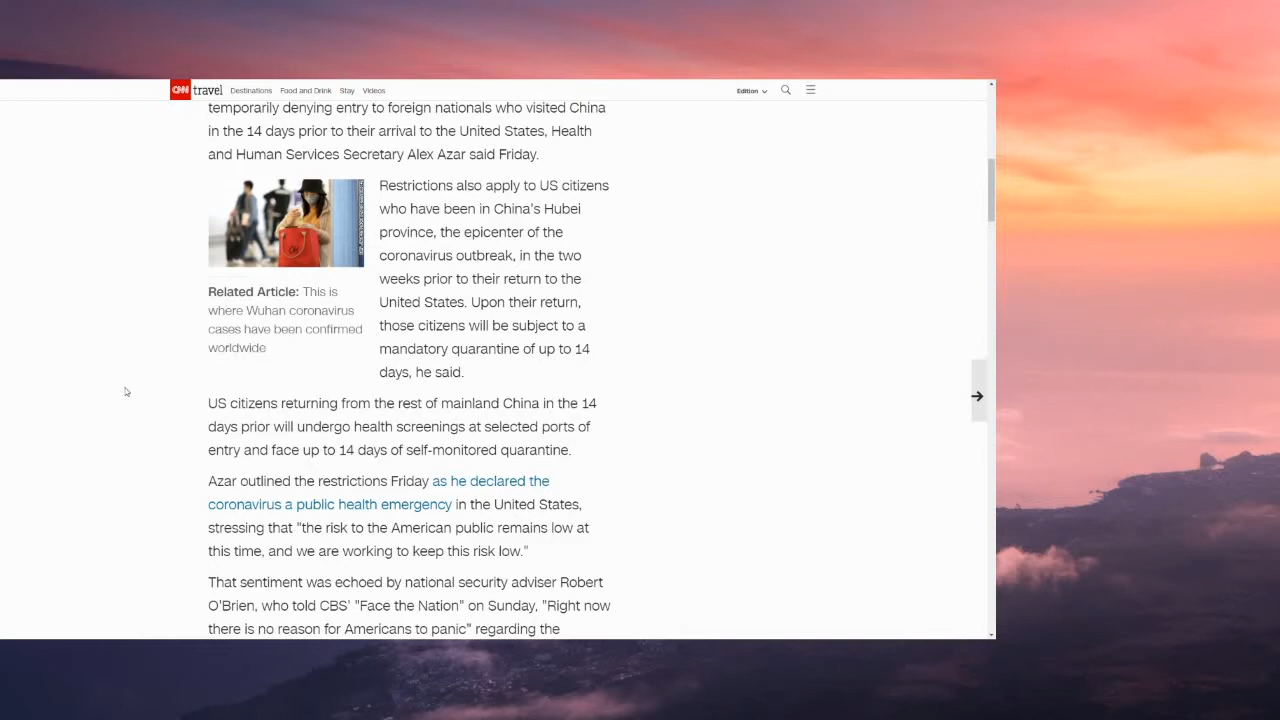 CNN travel Destinations Food and Drink Stay Videos Edition
temporarily denying entry to foreign nationals who visited China
in the 14 days prior to their arrival to the United States, Health
and Human Services Secretary Alex Azar said Friday.
Restrictions also apply to US citizens
who have been in China's Hubei
province, the epicenter of the
coronavirus outbreak, in the two
weeks prior to their return to the
United States. Upon their return,
those citizens will be subject to a
mandatory quarantine of up to 14
days, he said.
Related Article: This is
where Wuhan coronavirus
cases have been confirmed
worldwide
US citizens returning from the rest of mainland China in the 14
days prior will undergo health screenings at selected ports of
entry and face up to 14 days of self-monitored quarantine.
Azar outlined the restrictions Friday as he declared the
coronavirus a public health emergency in the United States,
stressing that "the risk to the American public remains low at
this time, and we are working to keep this risk low."
That sentiment was echoed by national security adviser Robert
O'Brien, who told CBS' "Face the Nation" on Sunday, "Right now
there is no reason for Americans to panic" regarding the